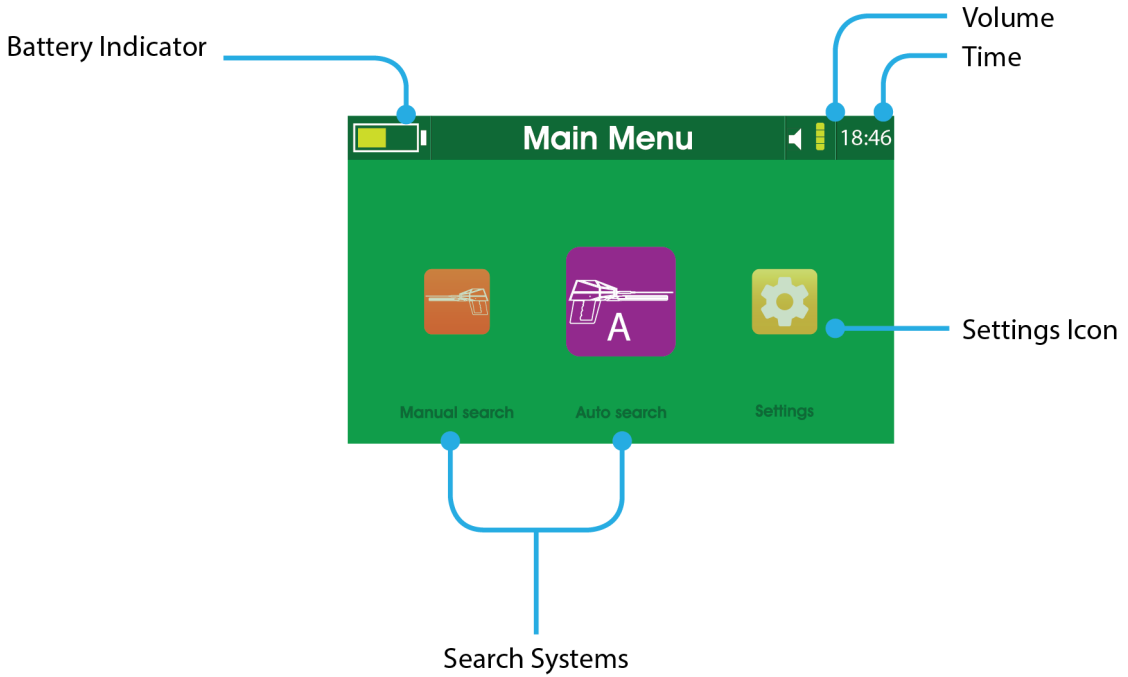 Volume
Battery Indicator
Time
Main Menu
18:46
A
Settings Icon
Manual search
Auto search
Settings
Search Systems